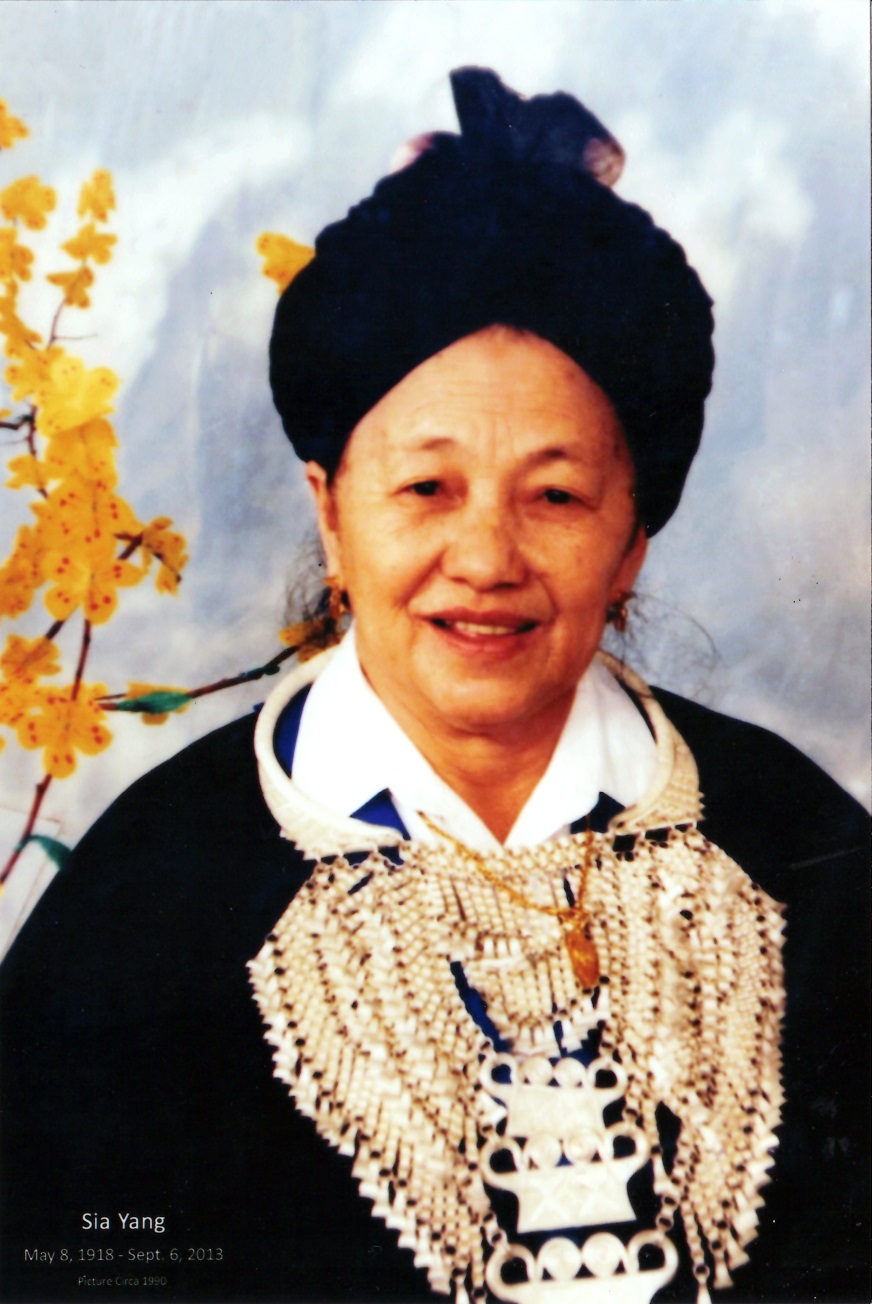 Sia Yang
May 8, 1918 - Sept. 6, 2013
Picture Circa 1990